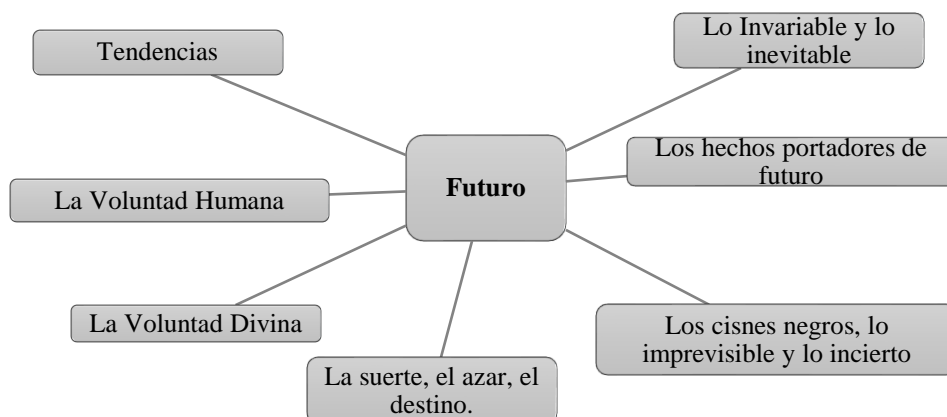 Tendencias
Lo Invariable y lo
inevitable
Los hechos portadores de
futuro
Futuro
La Voluntad Humana
La Voluntad Divina
Los cisnes negros, lo
imprevisible y lo incierto
La suerte, el azar, el
destino.